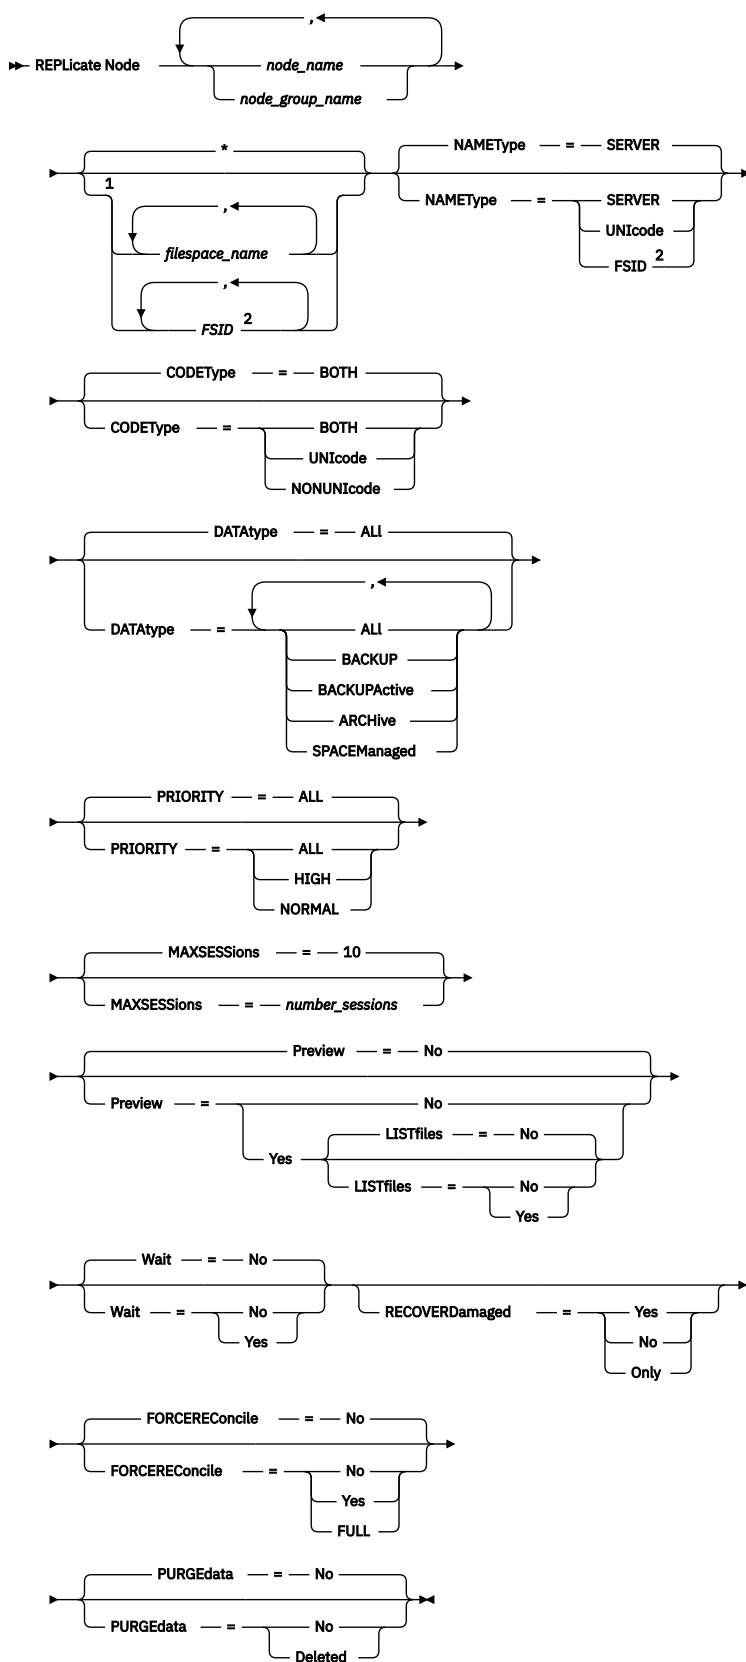 ,
REPLicate Node node_name
node_group_name
* NAMEType = SERVER
1
, NAMEType = SERVER
filespace_name UNIcode
, FSID 2
FSID 2
CODEType = BOTH
CODEType = BOTH
UNIcode
NONUNIcode
DATAtype = ALl
,
DATAtype = ALl
BACKUP
BACKUPActive
ARCHive
SPACEManaged
PRIORITY = ALL
PRIORITY = ALL
HIGH
NORMAL
MAXSESSions = 10
MAXSESSions = number_sessions
Preview = No
Preview = No
LISTfiles = No
Yes
LISTfiles = No
Yes
Wait = No
Wait = No RECOVERDamaged = Yes
Yes No
Only
FORCEREConcile = No
FORCEREConcile = No
Yes
FULL
PURGEdata = No
PURGEdata = No
Deleted